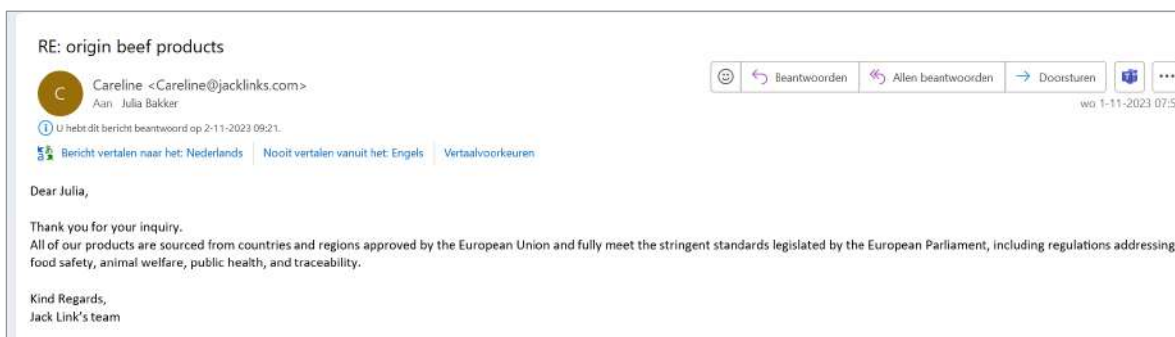 RE: origin beef products
C
Careline <Careline@jacklinks.com>
Aan Julia Bakker
Beantwoorden
Allen beantwoorden
Doorsturen
wo 1-11-2023 07:5
U hebt dit bericht beantwoord op 2-11-2023 09:21.
Bericht vertalen naar het: Nederlands
Nooit vertalen vanuit het: Engels
Vertaalvoorkeuren
Dear Julia,
Thank you for your inquiry.
All of our products are sourced from countries and regions approved by the European Union and fully meet the stringent standards legislated by the European Parliament, including regulations addressing
food safety, animal welfare, public health, and traceability.
Kind Regards,
Jack Link's team